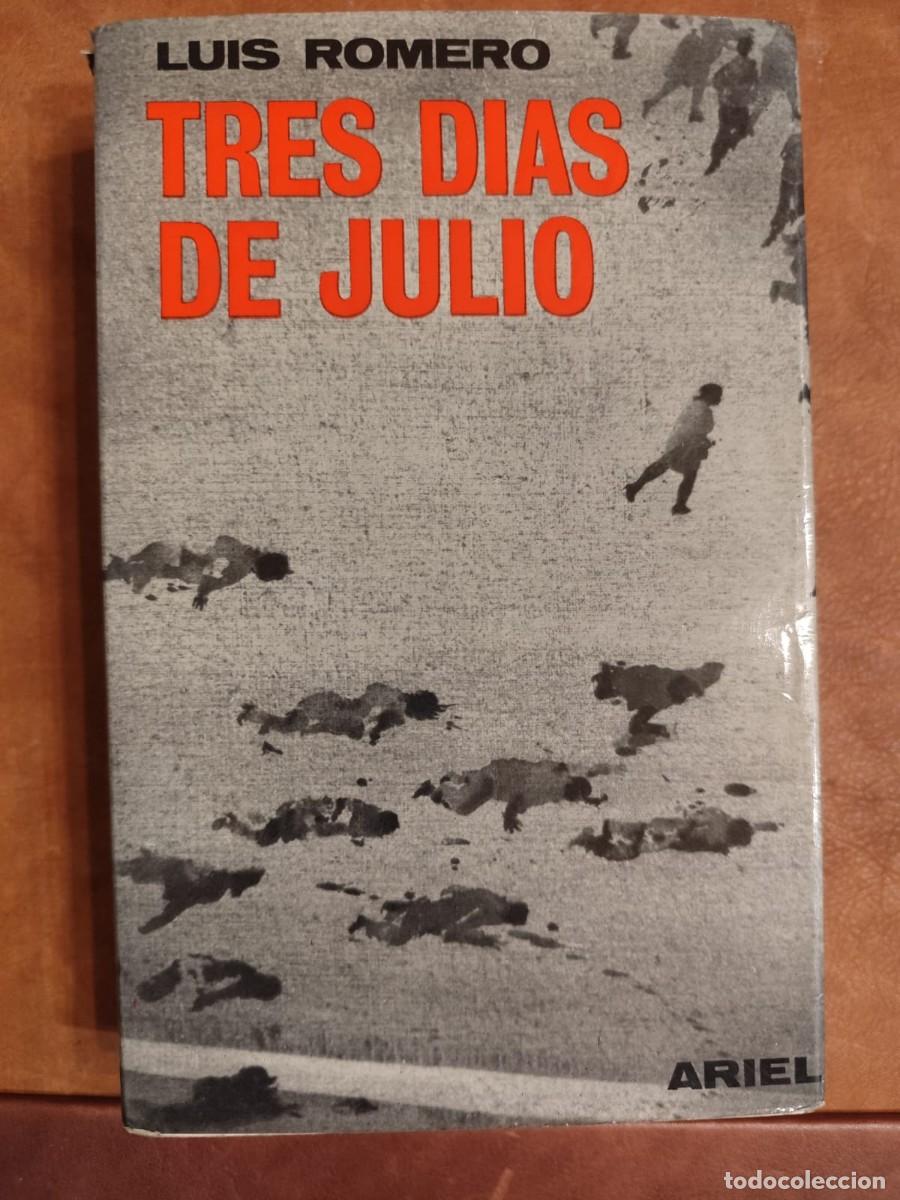 LUIS ROMERO
TRES DIAS
DE JULIO
ARIEL
todocoleccion